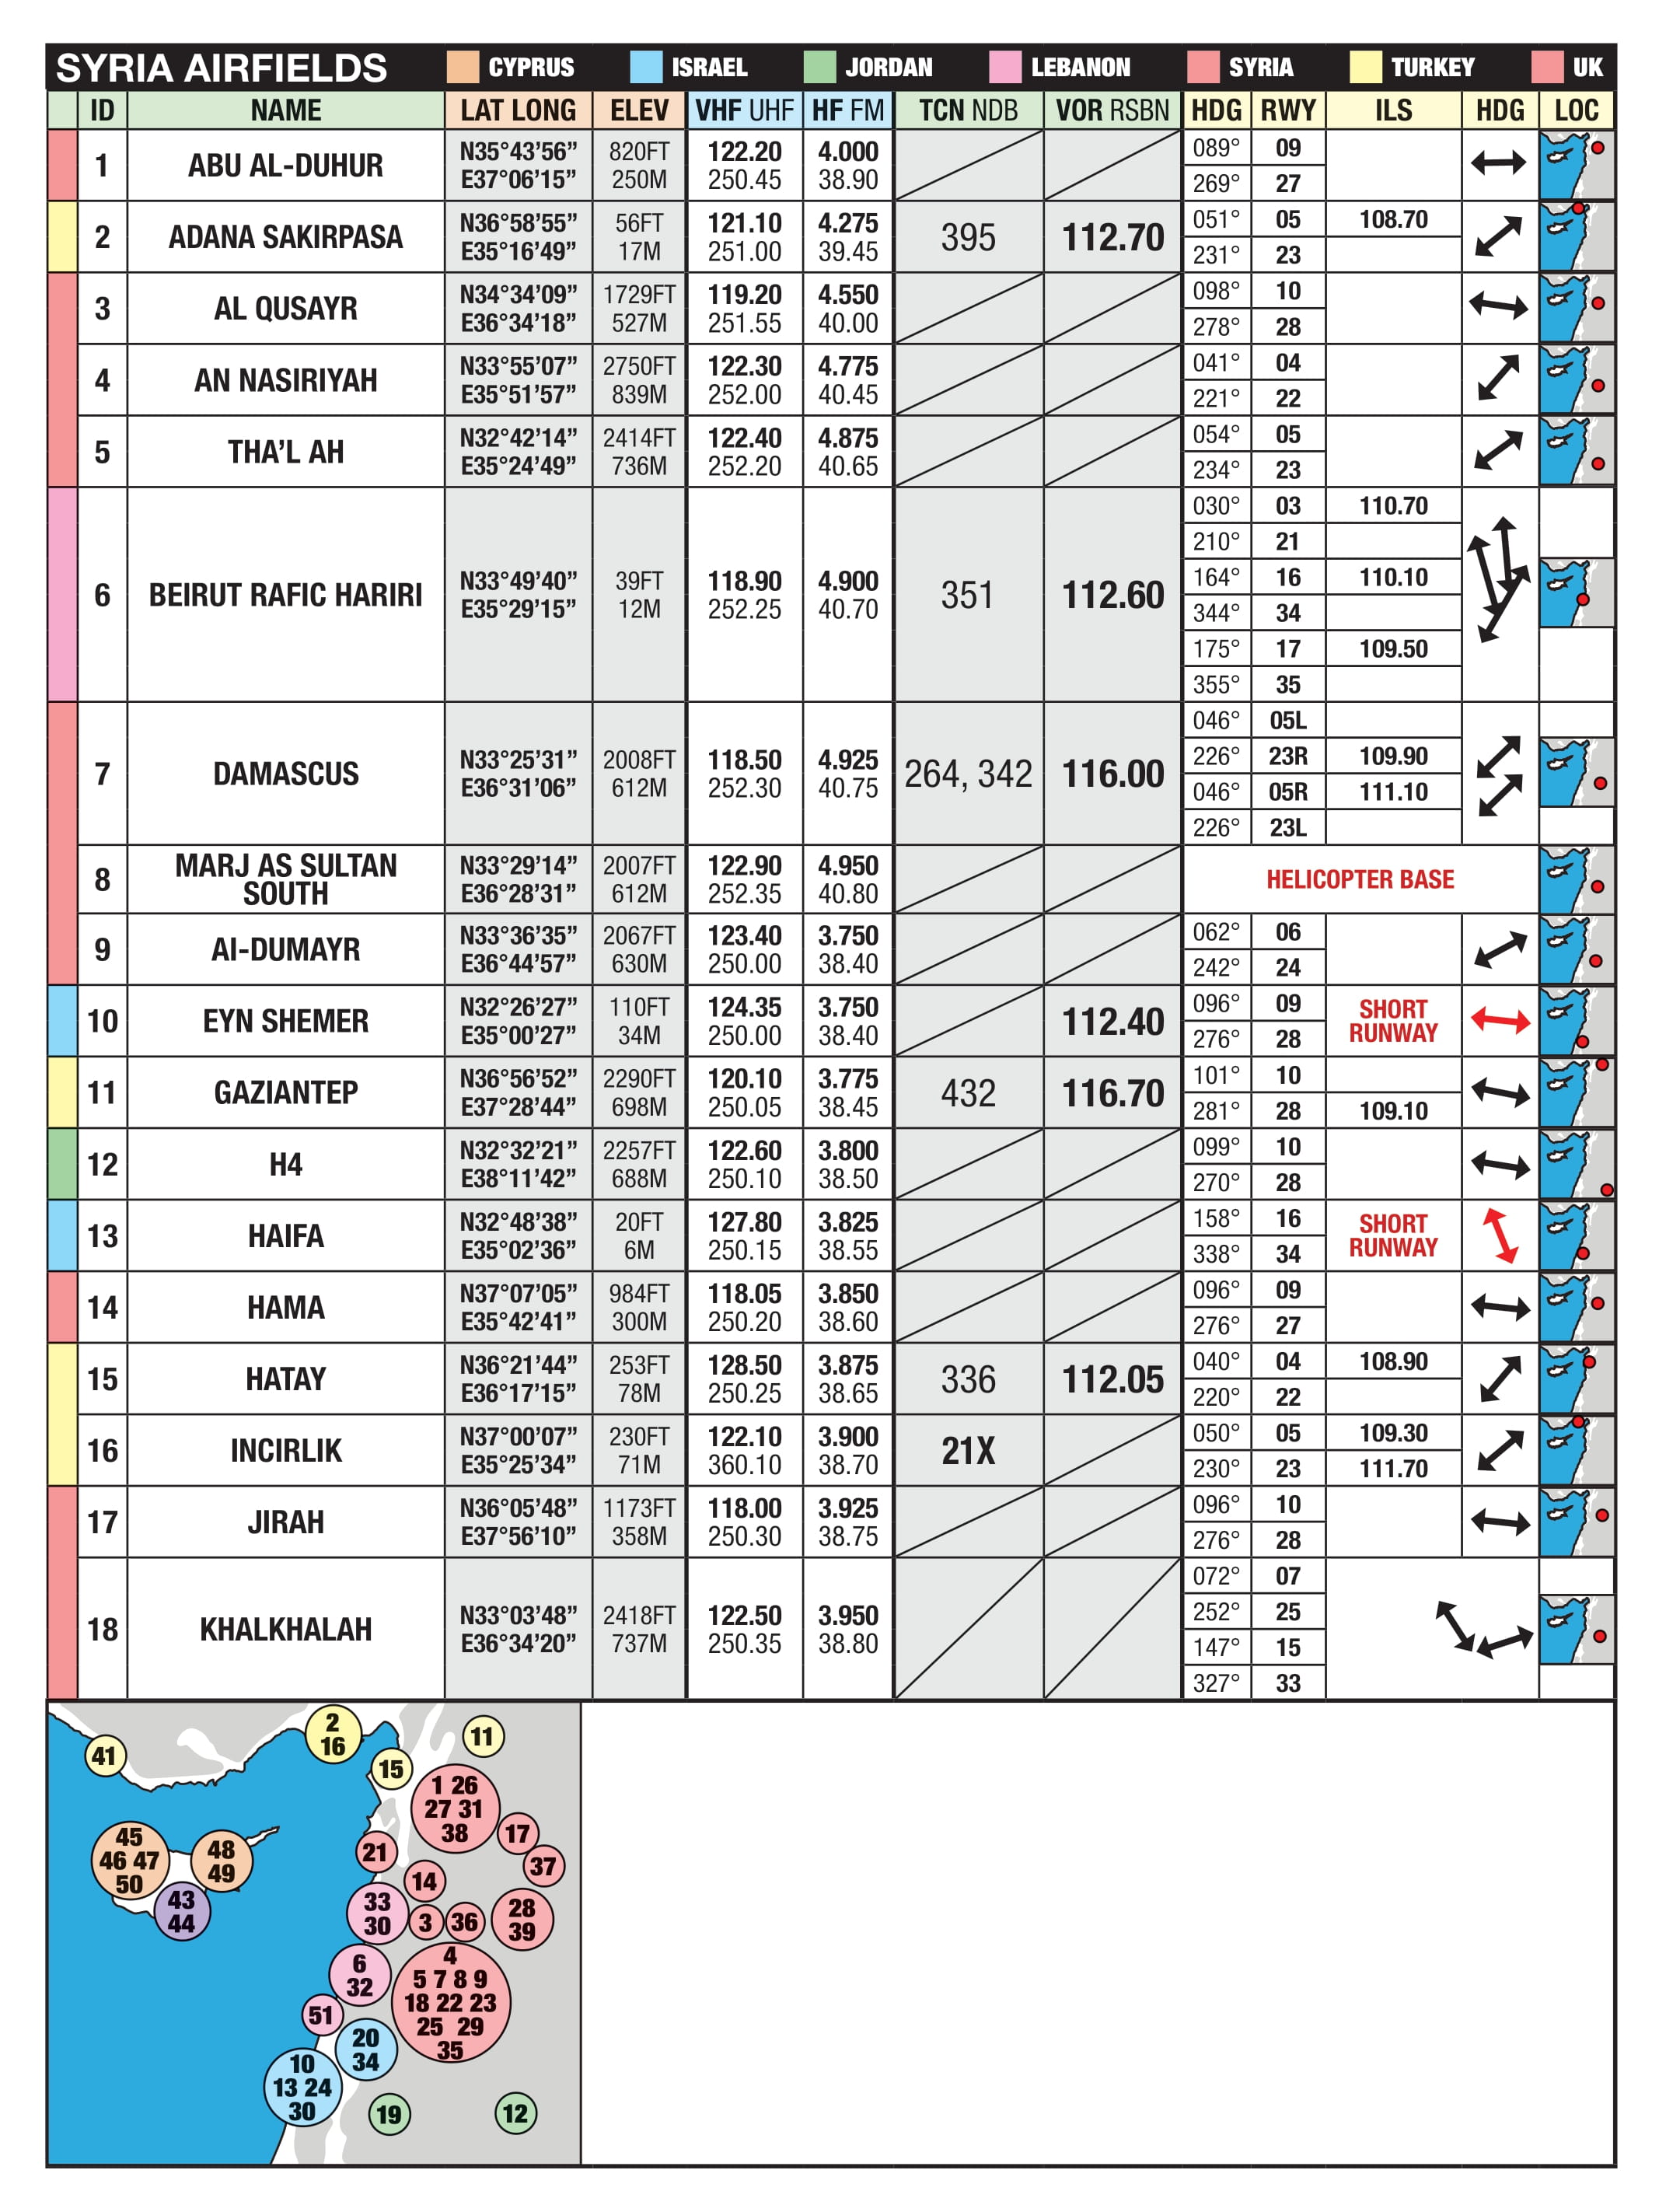 SYRIA AIRFIELDS CYPRUS ISRAEL JORDAN LEBANON SYRIA TURKEY UK
ID NAME LAT LONG ELEV VHF UHF HF FM TCN NDB VOR RSBN HDG RWY ILS HDG LOC
1 ABU AL-DUHUR N35°43’56” 820FT 122.20 4.000 089° 09
E37°06’15” 250M 250.45 38.90 269° 27
2 ADANA SAKIRPASA N36°58’55” 56FT 121.10 4.275 395 112.70 051° 05 108.70
E35°16’49” 17M 251.00 39.45 231° 23
3 AL QUSAYR N34°34’09” 1729FT 119.20 4.550 098° 10
E36°34’18” 527M 251.55 40.00 278° 28
4 AN NASIRIYAH N33°55’07” 2750FT 122.30 4.775 041° 04
E35°51’57” 839M 252.00 40.45 221° 22
5 THA’L AH N32°42’14” 2414FT 122.40 4.875 054° 05
E35°24’49” 736M 252.20 40.65 234° 23
030° 03 110.70
210° 21
6 BEIRUT RAFIC HARIRI N33°49’40” 39FT 118.90 4.900 351 112.60 164° 16 110.10
E35°29’15” 12M 252.25 40.70 344° 34
175° 17 109.50
355° 35
046° 05L
7 DAMASCUS N33°25’31” 2008FT 118.50 4.925 264, 342 116.00 226° 23R 109.90
E36°31’06” 612M 252.30 40.75 046° 05R 111.10
226° 23L
8 MARJ AS SULTAN N33°29’14” 2007FT 122.90 4.950 HELICOPTER BASE
SOUTH E36°28’31” 612M 252.35 40.80
9 Al-DUMAYR N33°36’35” 2067FT 123.40 3.750 062° 06
E36°44’57” 630M 250.00 38.40 242° 24
10 EYN SHEMER N32°26’27” 110FT 124.35 3.750 112.40 096° 09 SHORT
E35°00’27” 34M 250.00 38.40 276° 28 RUNWAY
11 GAZIANTEP N36°56’52” 2290FT 120.10 3.775 432 116.70 101° 10
E37°28’44” 698M 250.05 38.45 281° 28 109.10
12 H4 N32°32’21” 2257FT 122.60 3.800 099° 10
E38°11’42” 688M 250.10 38.50 270° 28
13 HAIFA N32°48’38” 20FT 127.80 3.825 158° 16 SHORT
E35°02’36” 6M 250.15 38.55 338° 34 RUNWAY
14 HAMA N37°07’05” 984FT 118.05 3.850 096° 09
E35°42’41” 300M 250.20 38.60 276° 27
15 HATAY N36°21’44” 253FT 128.50 3.875 336 112.05 040° 04 108.90
E36°17’15” 78M 250.25 38.65 220° 22
16 INCIRLIK N37°00’07” 230FT 122.10 3.900 21X 050° 05 109.30
E35°25’34” 71M 360.10 38.70 230° 23 111.70
17 JIRAH N36°05’48” 1173FT 118.00 3.925 096° 10
E37°56’10” 358M 250.30 38.75 276° 28
072° 07
18 KHALKHALAH N33°03’48” 2418FT 122.50 3.950 252° 25
E36°34’20” 737M 250.35 38.80 147° 15
327° 33
2
16
11
41
15
1 26
27 31
38
17
45
46 47
50
48
49
21
37
14
43
44
33
30
3
36
28
39
4
5 7 8 9
18 22 23
25 29
35
6
32
51
20
34
10
13 24
30
19
12